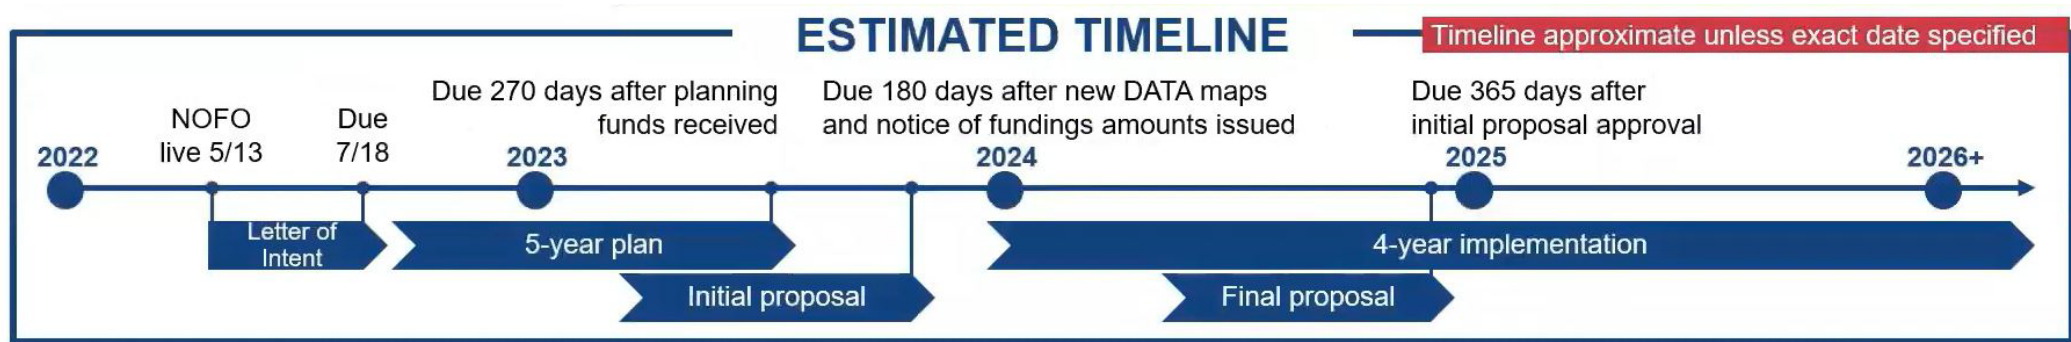 ESTIMATED TIMELINE
Timeline approximate unless exact date specified
NOFO
live 5/13
Due
7/18
Due 270 days after planning
funds received
Due 180 days after new DATA maps
and notice of fundings amounts issued
Due 365 days after
initial proposal approval
2022
2023
2024
2025
2026+
Letter of
Intent
5-year plan
4-year implementation
Initial proposal
Final proposal